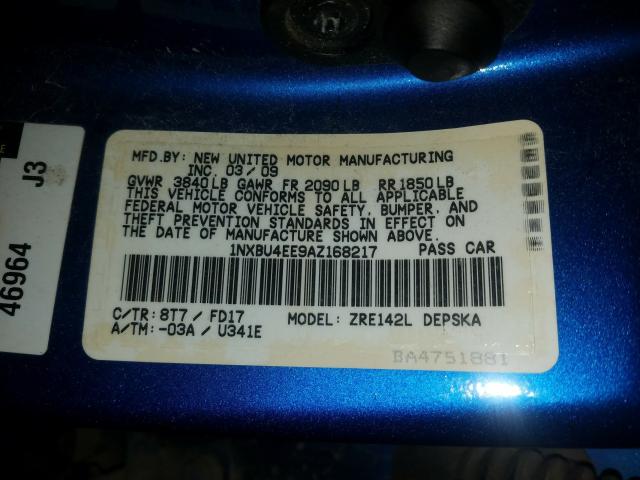 MFD.BY: NEW UNITED MOTOR MANUFACTURING
INC. 03/09
GVWR 3840LB GAWR FR 2090LB RR 1850LB
THIS VEHICLE CONFORMS TO ALL APPLICABLE
FEDERAL MOTOR VEHICLE SAFETY, BUMPER, AND
THEFT PREVENTION STANDARDS IN EFFECT ON
THE DATE OF MANUFACTURE SHOWN ABOVE.
1NXBU4EE9AZ168217 PASS CAR
C/TR: 8T7 / FD17 MODEL: ZRE142L DEPSKA
A/TM: -03A / U341E
BA4751881
46964 J3
E